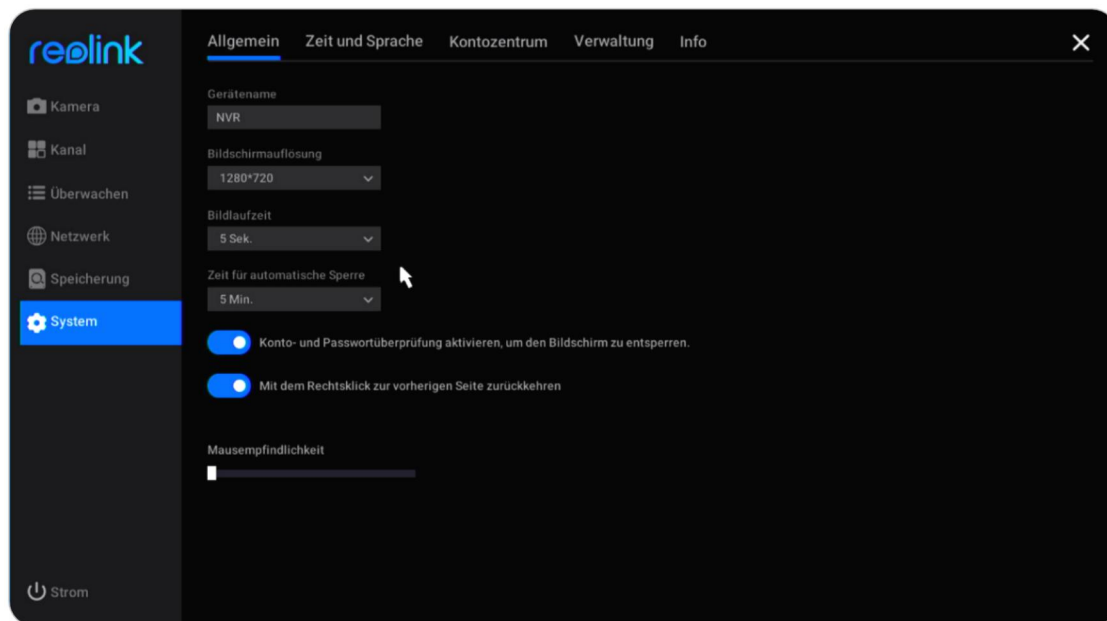 reolink
Allgemein Zeit und Sprache Kontozentrum Verwaltung Info
Kamera
Kanal
Überwachen
Netzwerk
Speicherung
System
Strom
Gerätename
NVR
Bildschirmauflösung
1280*720
Bildlaufzeit
5 Sek.
Zeit für automatische Sperre
5 Min.
Konto- und Passwortüberprüfung aktivieren, um den Bildschirm zu entsperren.
Mit dem Rechtsklick zur vorherigen Seite zurückkehren
Mausempfindlichkeit